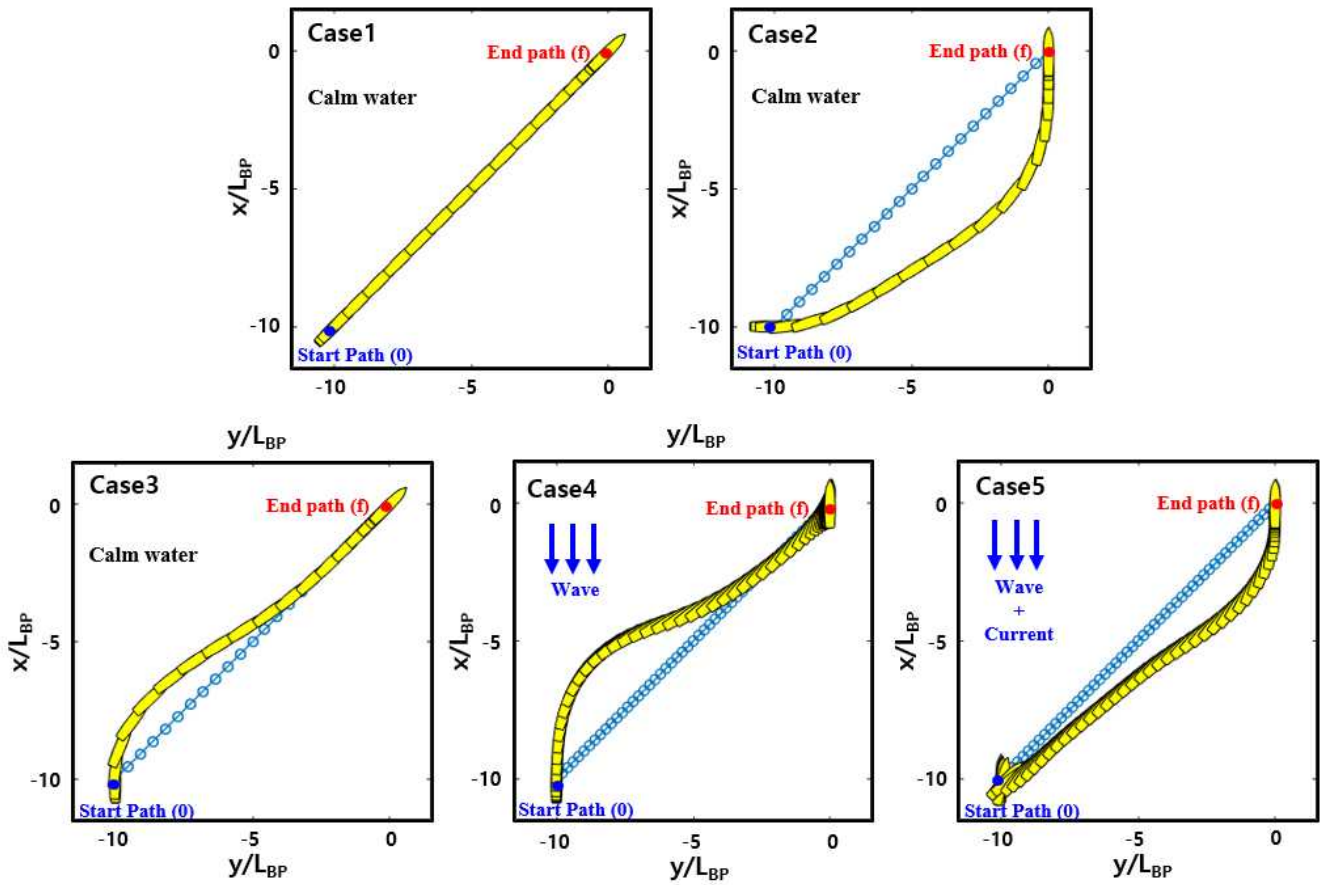 Case1
End path (f)
Calm water
Start Path (0)
0
-5
-10
x/LBP
-10
-5
0
y/LBP
Case2
End path (f)
Calm water
Start Path (0)
0
-5
-10
x/LBP
-10
-5
0
y/LBP
Case3
End path (f)
Calm water
Start Path (0)
0
-5
-10
x/LBP
-10
-5
0
y/LBP
Case4
End path (f)
Wave
Start Path (0)
0
-5
-10
x/LBP
-10
-5
0
y/LBP
Case5
End path (f)
Wave
+
Current
Start Path (0)
0
-5
-10
x/LBP
-10
-5
0
y/LBP